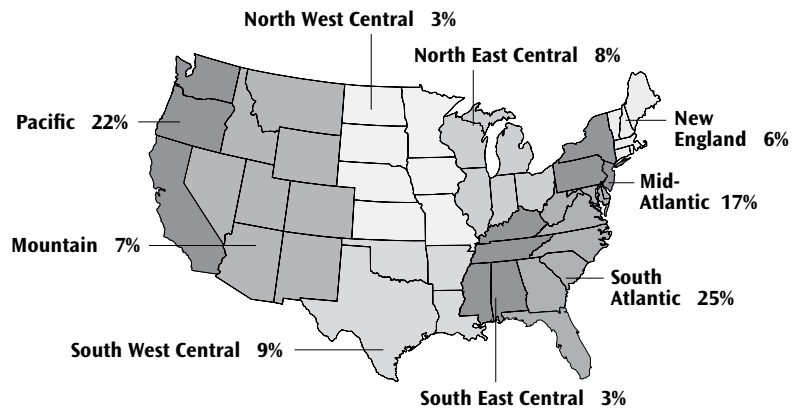 North West Central 3%
North East Central 8%
Pacific 22%
New
England 6%
Mid-
Atlantic 17%
Mountain 7%
South
Atlantic 25%
South West Central 9%
South East Central 3%